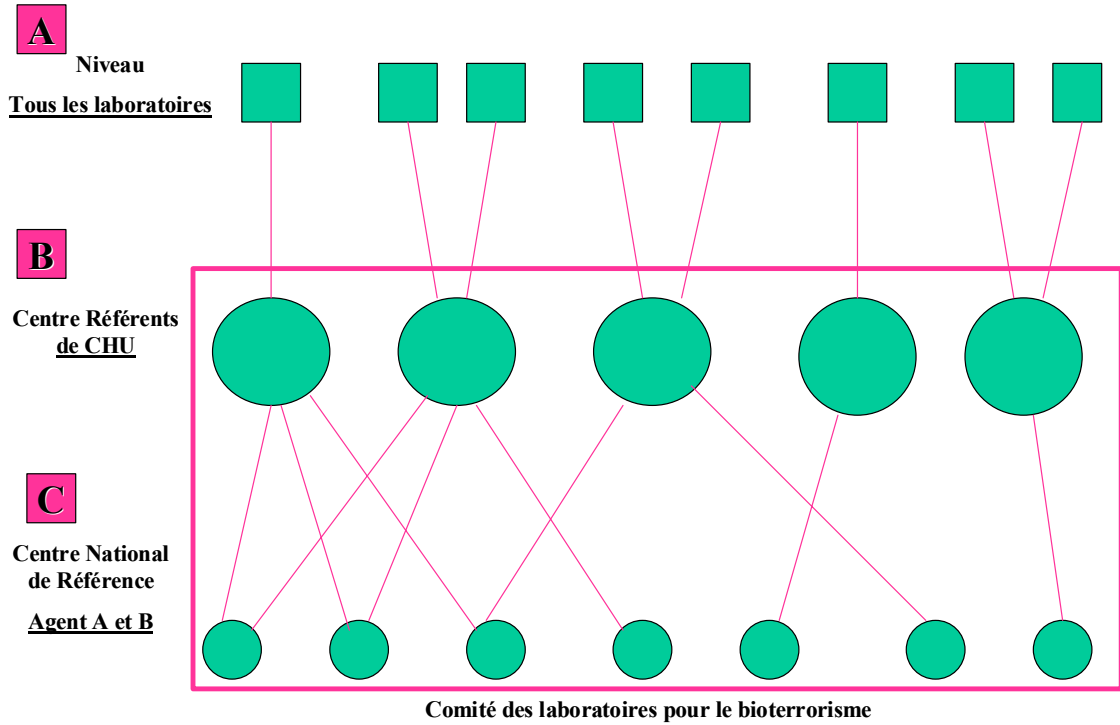 A
Niveau
Tous les laboratoires
B
Centre Référents
de CHU
C
Centre National
de Référence
Agent A et B
Comité des laboratoires pour le bioterrorisme